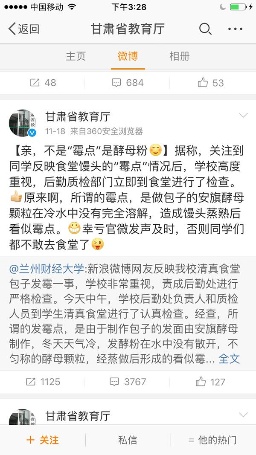 中国移动
下午3:28
返回
甘肃省教育厅
主页
微博
相册
48
684
53
甘肃省教育厅
11-18 来自360安全浏览器
【亲，不是“霉点”是酵母粉😊】据称，关注到
同学反映食堂馒头的”霉点”情况后，学校高度
重视，后勤质检部门立即到食堂进行了检查。
👍原来啊，所谓的霉点，是做包子的安旗酵母
颗粒在冷水中没有完全溶解，造成馒头蒸熟后
看似霉点。😁幸亏官微发声及时，否则同学们
都不敢去食堂了😜
@兰州财经大学:新浪微博网友反映我校清真食堂
包子发霉一事，学校非常重视，责成后勤进行
严格检查。今天中午，学校后勤处负责人和质检
人员到学生清真食堂进行了认真检查。经查，所
谓的发霉点，是由于制作包子的发面由安旗酵母
制作，冬天天气冷，发酵粉在水中没有散开，不
匀称的酵母颗粒，经蒸做后形成的看似霉... 全文
1125
3767
127
甘肃省教育厅
+ 关注
私信
≡ 他的热门